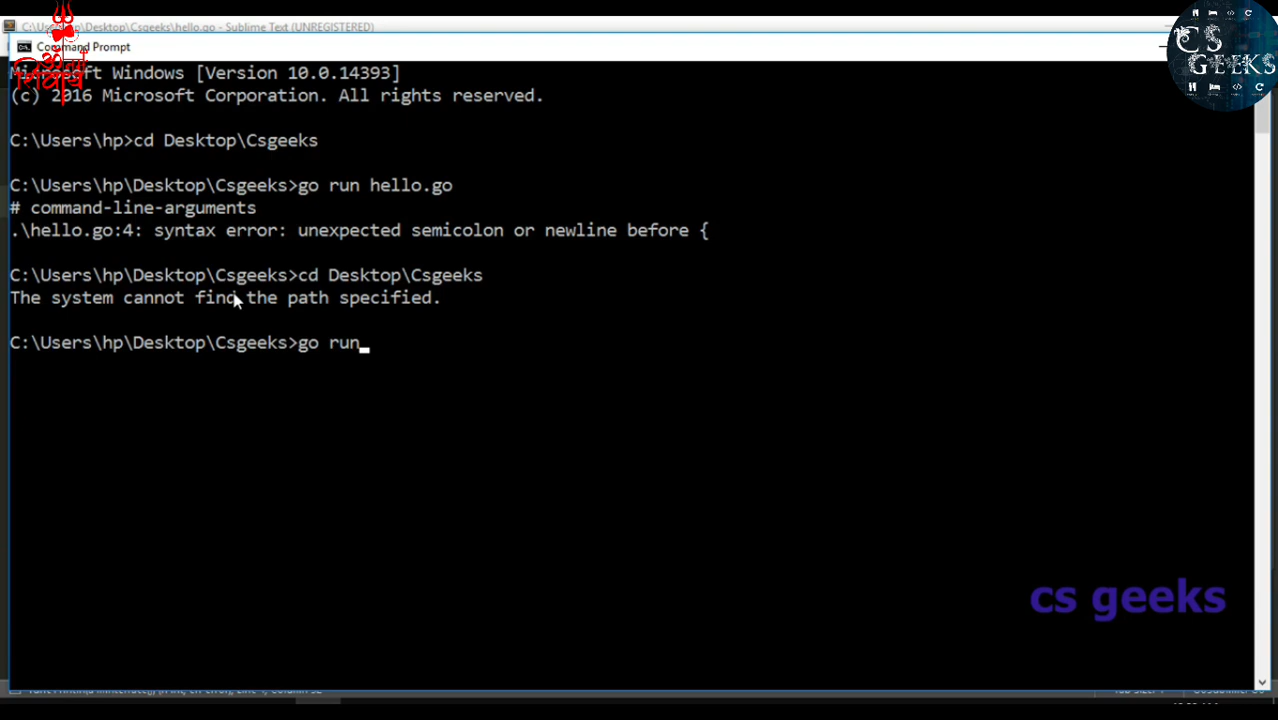 C:\Users\hp\Desktop\Csgeeks\hello.go - Sublime Text (UNREGISTERED)
Command Prompt
ॐ नमः
शिवाय
CS
GEEKS
Microsoft Windows [Version 10.0.14393]
(c) 2016 Microsoft Corporation. All rights reserved.
C:\Users\hp>cd Desktop\Csgeeks
C:\Users\hp\Desktop\Csgeeks>go run hello.go
# command-line-arguments
.\hello.go:4: syntax error: unexpected semicolon or newline before {
C:\Users\hp\Desktop\Csgeeks>cd Desktop\Csgeeks
The system cannot find the path specified.
C:\Users\hp\Desktop\Csgeeks>go run
cs geeks